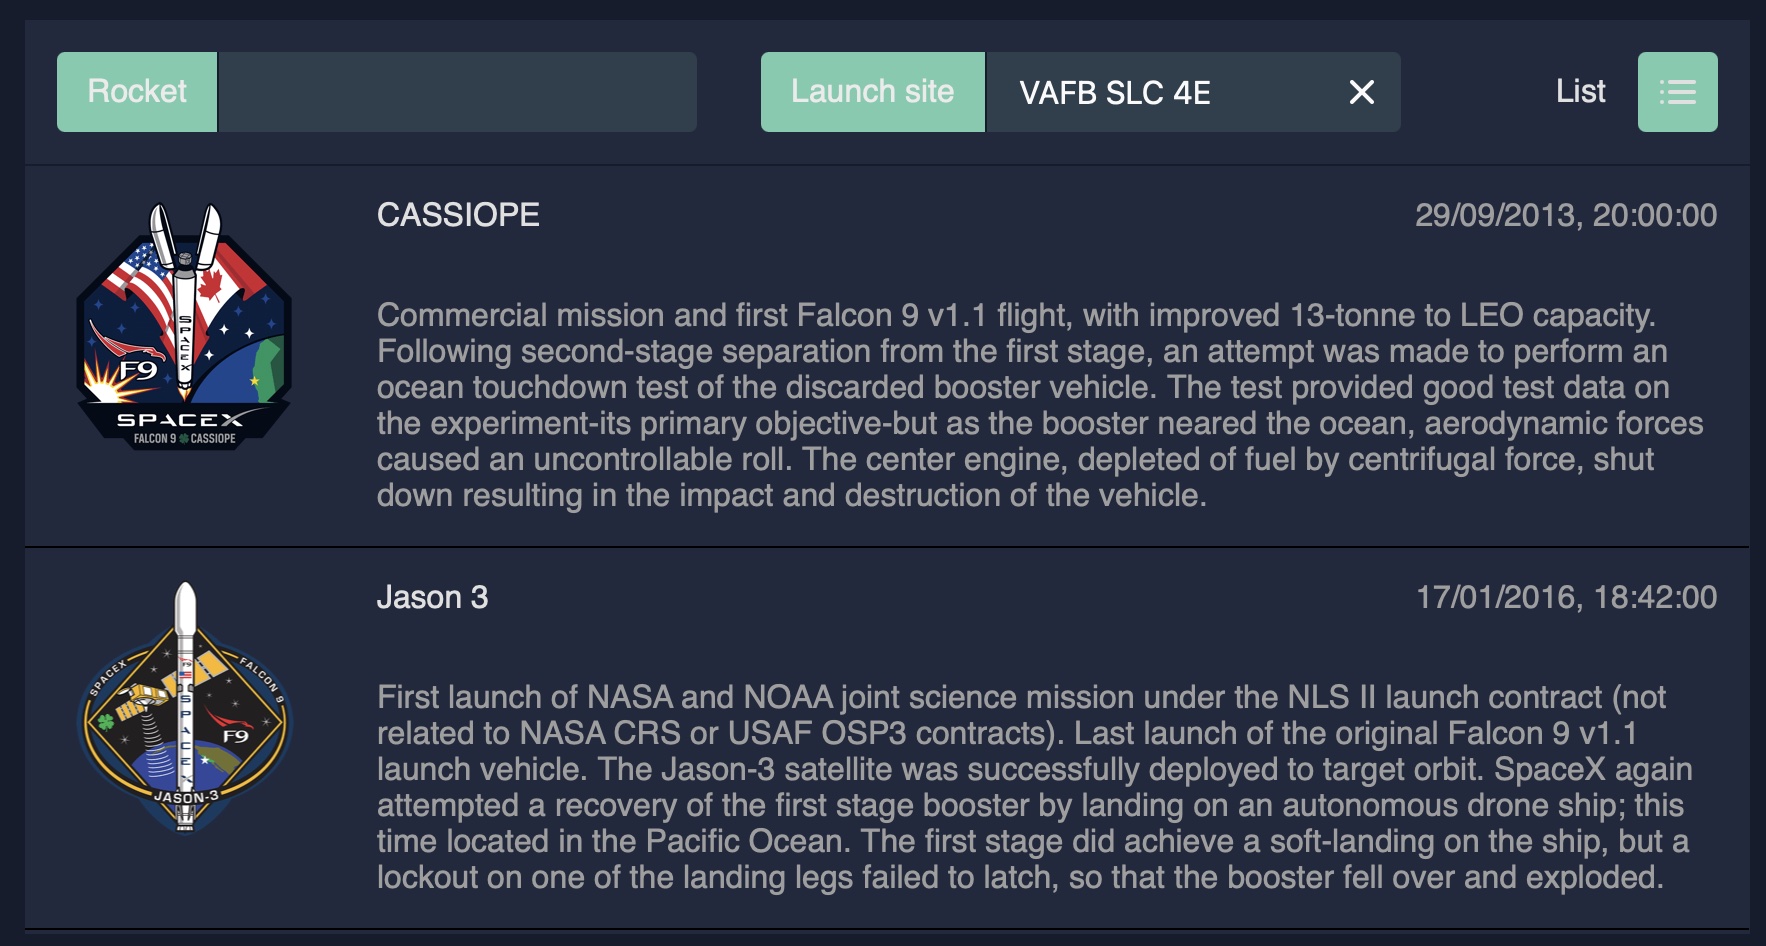 Rocket
Launch site
VAFB SLC 4E
List
CASSIOPE
29/09/2013, 20:00:00
SPACEX
F9
SPACEX
FALCON 9 CASSIOPE
Commercial mission and first Falcon 9 v1.1 flight, with improved 13-tonne to LEO capacity.
Following second-stage separation from the first stage, an attempt was made to perform an
ocean touchdown test of the discarded booster vehicle. The test provided good test data on
the experiment-its primary objective-but as the booster neared the ocean, aerodynamic forces
caused an uncontrollable roll. The center engine, depleted of fuel by centrifugal force, shut
down resulting in the impact and destruction of the vehicle.
Jason 3
17/01/2016, 18:42:00
SPACEX
FALCON 9
F9
SPACEX
F9
JASON-3
First launch of NASA and NOAA joint science mission under the NLS II launch contract (not
related to NASA CRS or USAF OSP3 contracts). Last launch of the original Falcon 9 v1.1
launch vehicle. The Jason-3 satellite was successfully deployed to target orbit. SpaceX again
attempted a recovery of the first stage booster by landing on an autonomous drone ship; this
time located in the Pacific Ocean. The first stage did achieve a soft-landing on the ship, but a
lockout on one of the landing legs failed to latch, so that the booster fell over and exploded.